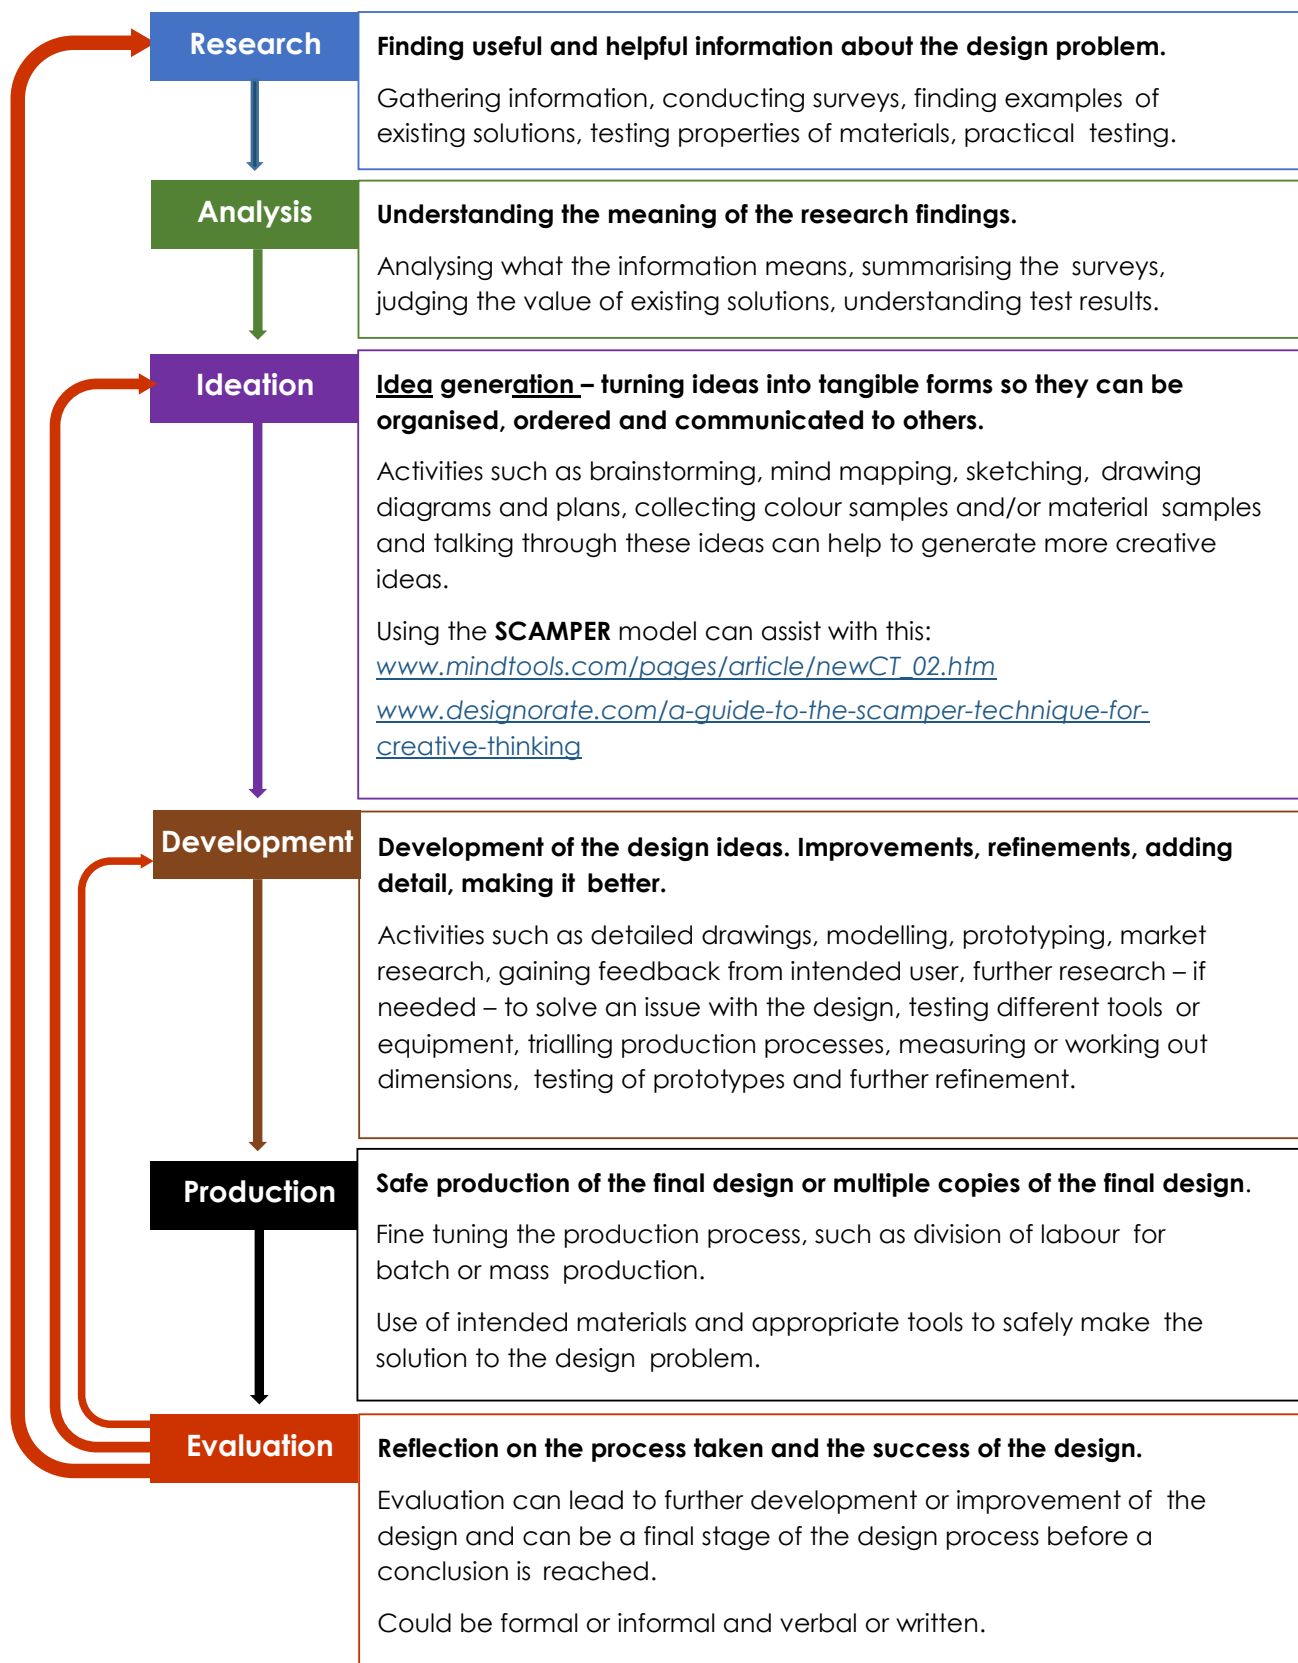 Research
Finding useful and helpful information about the design problem.
Gathering information, conducting surveys, finding examples of
existing solutions, testing properties of materials, practical testing.
Analysis
Understanding the meaning of the research findings.
Analysing what the information means, summarising the surveys,
judging the value of existing solutions, understanding test results.
Ideation
Idea generation – turning ideas into tangible forms so they can be
organised, ordered and communicated to others.
Activities such as brainstorming, mind mapping, sketching, drawing
diagrams and plans, collecting colour samples and/or material samples
and talking through these ideas can help to generate more creative
ideas.
Using the SCAMPER model can assist with this:
www.mindtools.com/pages/article/newCT_02.htm
www.designorate.com/a-guide-to-the-scamper-technique-for-
creative-thinking
Development
Development of the design ideas. Improvements, refinements, adding
detail, making it better.
Activities such as detailed drawings, modelling, prototyping, market
research, gaining feedback from intended user, further research – if
needed – to solve an issue with the design, testing different tools or
equipment, trialling production processes, measuring or working out
dimensions, testing of prototypes and further refinement.
Production
Safe production of the final design or multiple copies of the final design.
Fine tuning the production process, such as division of labour for
batch or mass production.
Use of intended materials and appropriate tools to safely make the
solution to the design problem.
Evaluation
Reflection on the process taken and the success of the design.
Evaluation can lead to further development or improvement of the
design and can be a final stage of the design process before a
conclusion is reached.
Could be formal or informal and verbal or written.